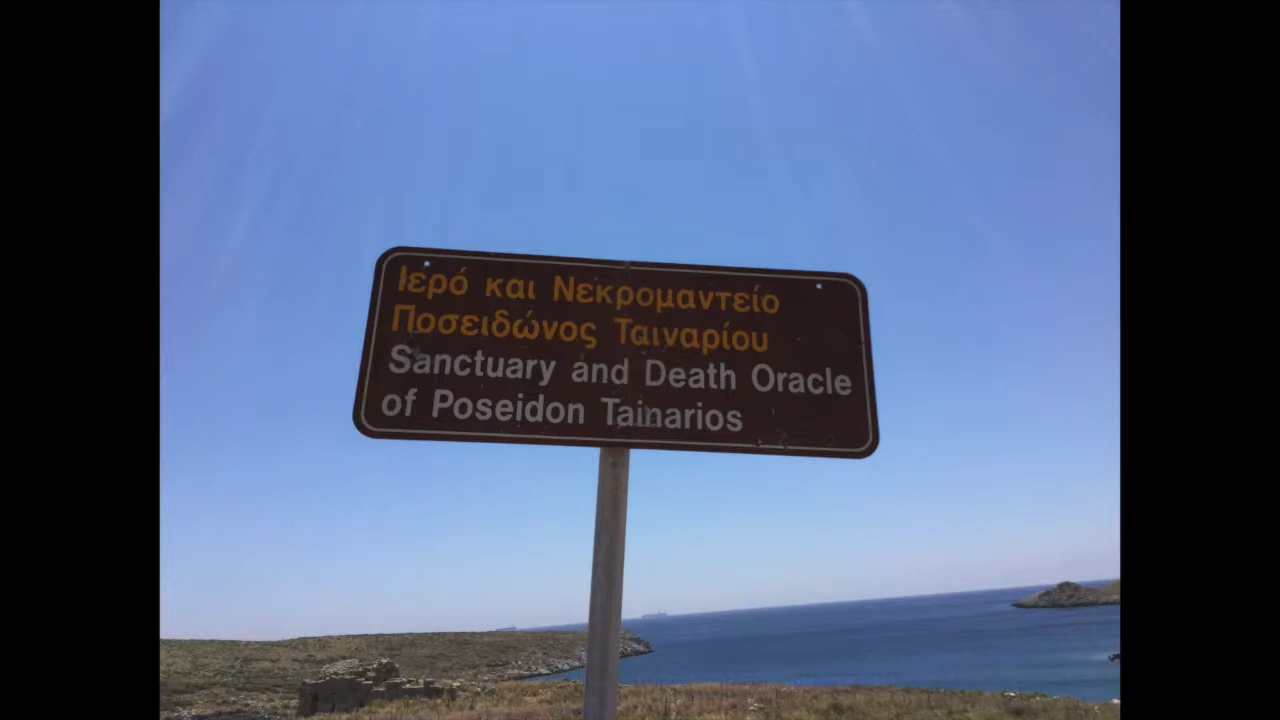 Ιερό και Νεκρομαντείο
Ποσειδώνος Ταιναρίου
Sanctuary and Death Oracle
of Poseidon Tainarios